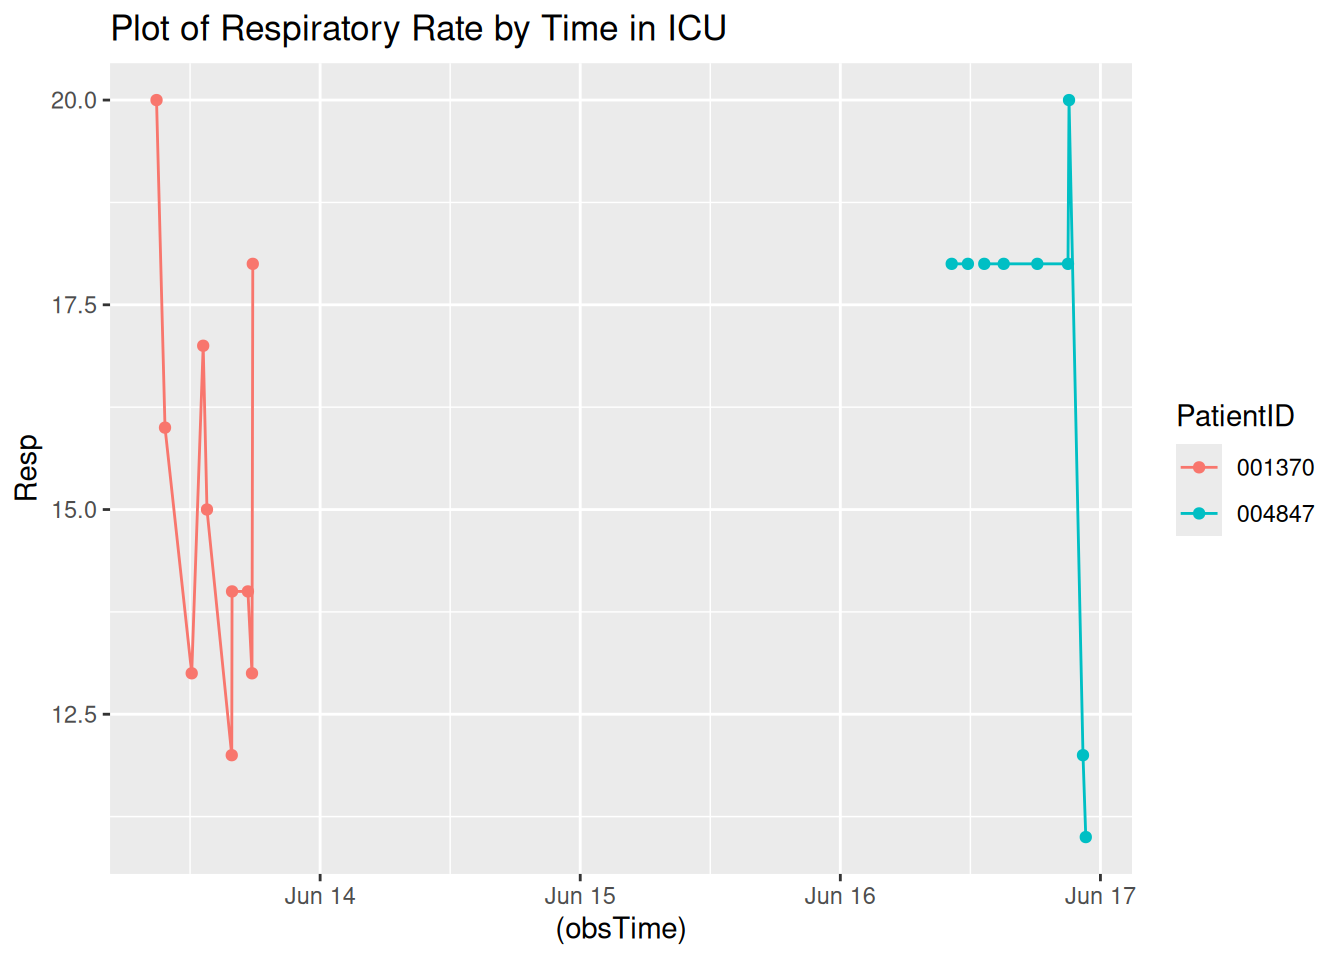 Plot of Respiratory Rate by Time in ICU
20.0
17.5
15.0
12.5
Resp
Jun 14
Jun 15
Jun 16
Jun 17
(obsTime)
PatientID
001370
004847